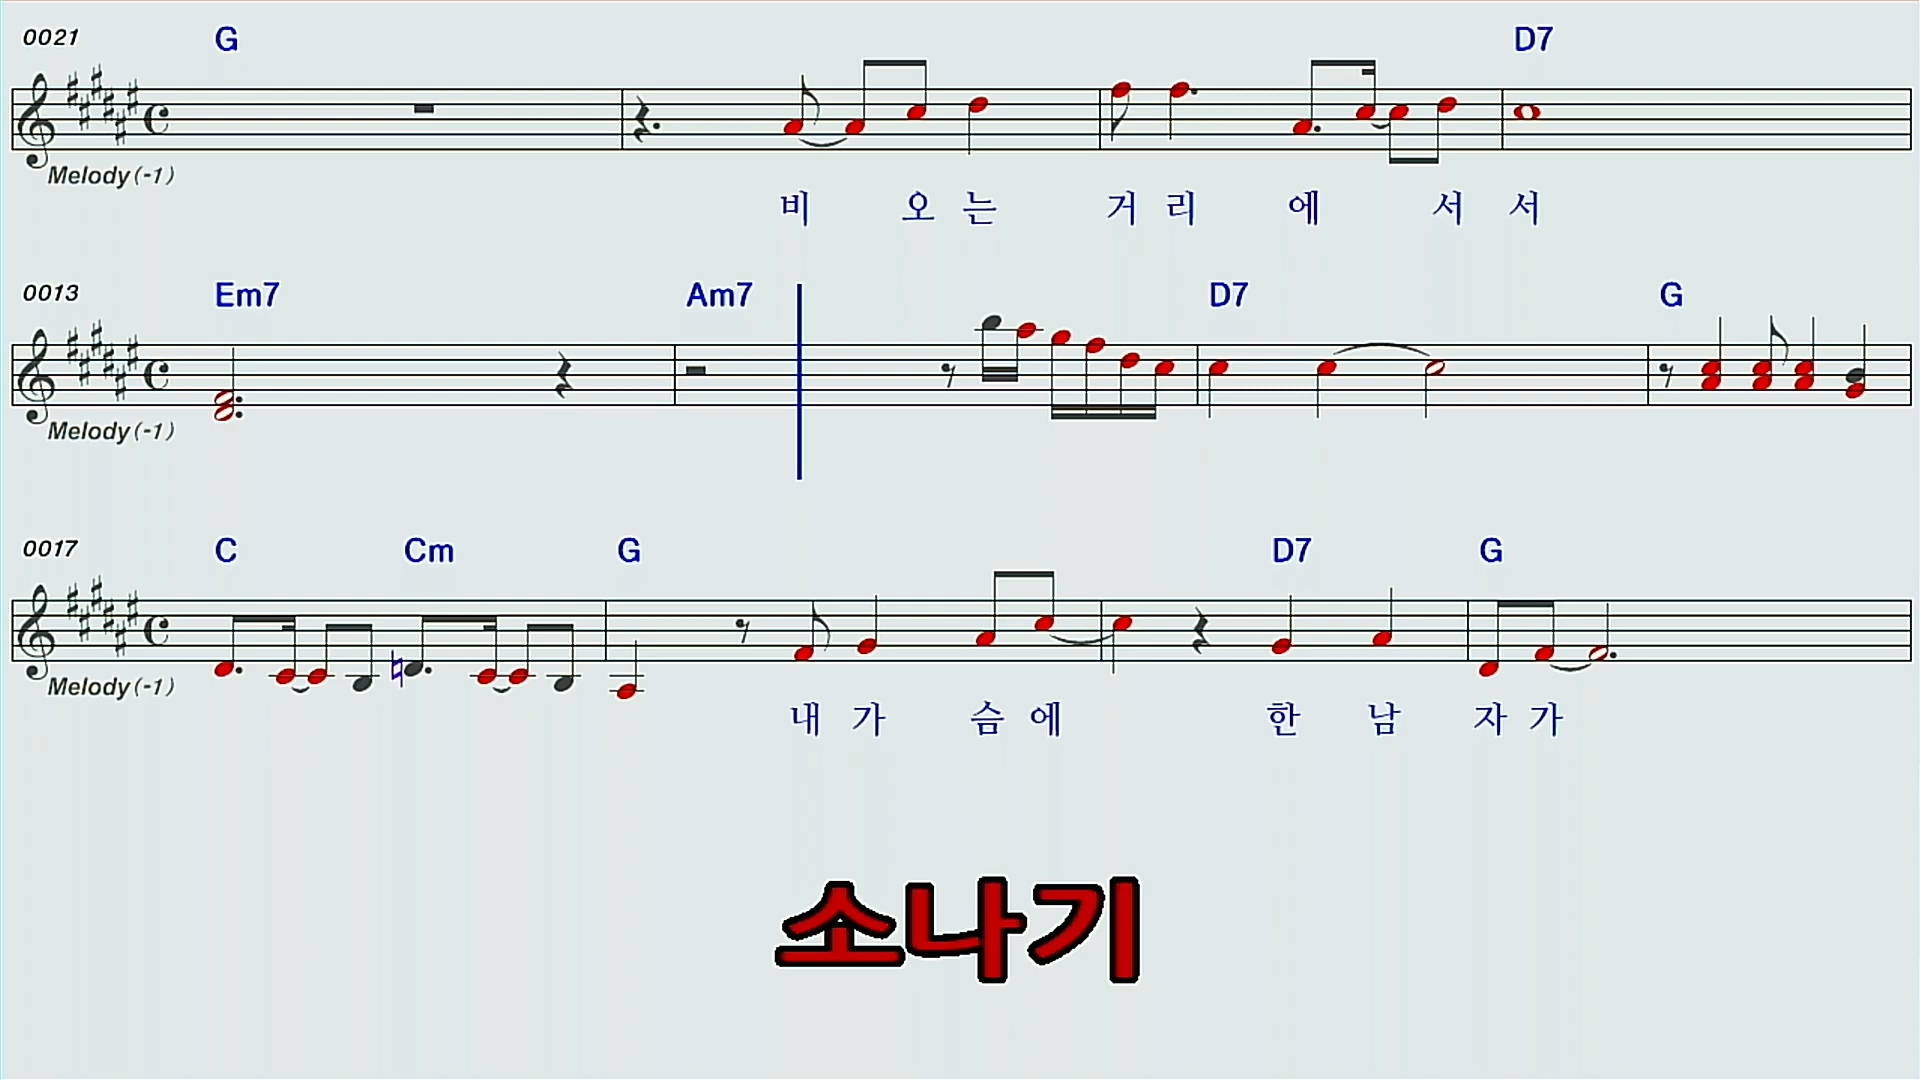 0021 G D7
Melody(-1)
비 오 는 거 리 에 서 서
0013 Em7 Am7 D7 G
Melody(-1)
0017 C Cm G D7 G
Melody(-1)
내 가 슴 에 한 남 자 가
소나기